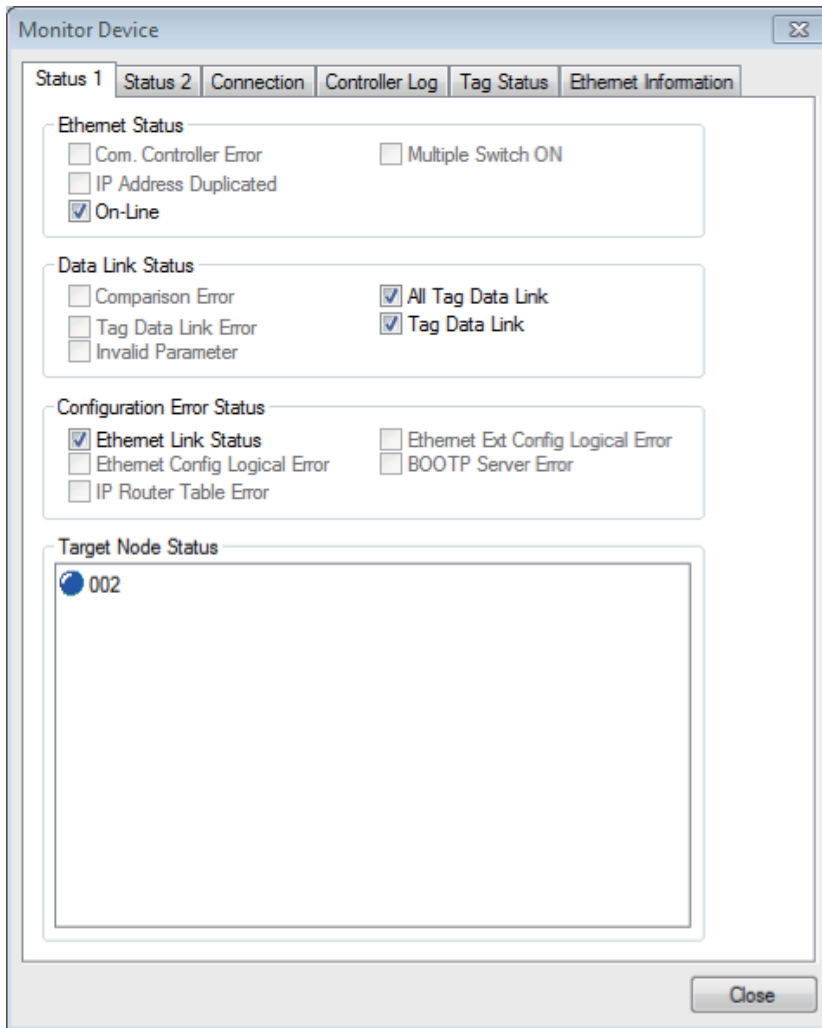 Monitor Device
Status 1 Status 2 Connection Controller Log Tag Status Ethernet Information
Ethernet Status
Com. Controller Error Multiple Switch ON
IP Address Duplicated
On-Line
Data Link Status
Comparison Error All Tag Data Link
Tag Data Link Error Tag Data Link
Invalid Parameter
Configuration Error Status
Ethernet Link Status Ethernet Ext Config Logical Error
Ethernet Config Logical Error BOOTP Server Error
IP Router Table Error
Target Node Status
002
Close